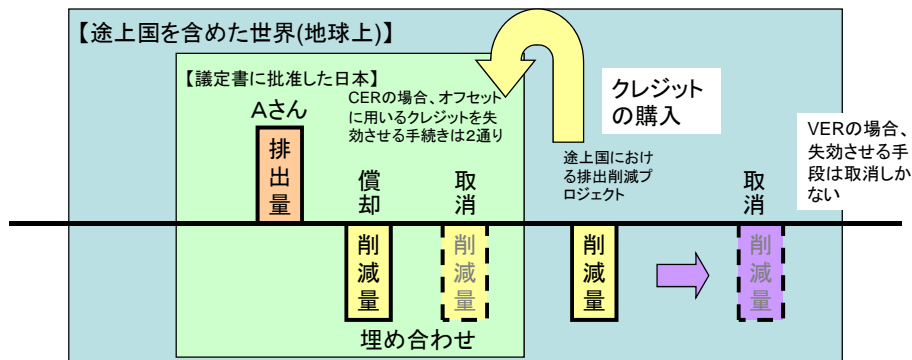 【途上国を含めた世界(地球上)】
【議定書に批准した日本】
Aさん
排出量
CERの場合、オフセット
に用いるクレジットを失
効させる手続きは2通り
償却
取消
削減量
削減量
埋め合わせ
クレジット
の購入
途上国におけ
る排出削減プ
ロジェクト
削減量
取消
削減量
VERの場合、
失効させる手
段は取消しか
ない